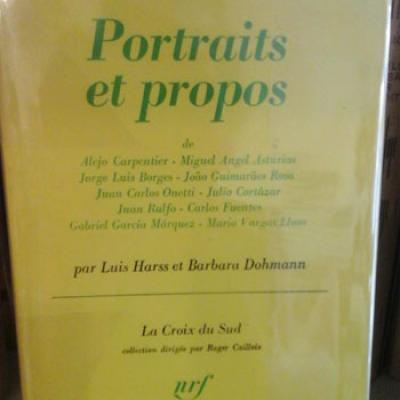 Portraits
et propos
de
Alejo Carpentier - Miguel Angel Asturias
Jorge Luis Borges - João Guimarães Rosa
Juan Carlos Onetti - Julio Cortázar
Juan Rulfo - Carlos Fuentes
Gabriel García Márquez - Mario Vargas Llosa
par Luis Harss et Barbara Dohmann
La Croix du Sud
collection dirigée par Roger Caillois
nrf